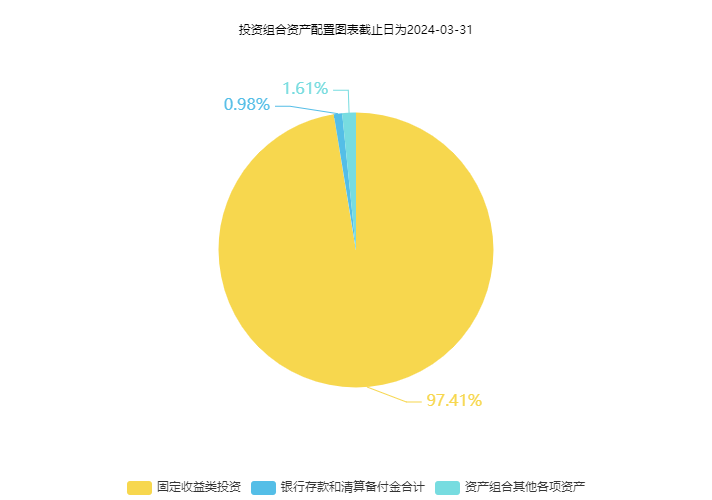 投资组合资产配置图表截止日为2024-03-31
1.61%
0.98%
97.41%
固定收益类投资 银行存款和清算备付金合计 资产组合其他各项资产